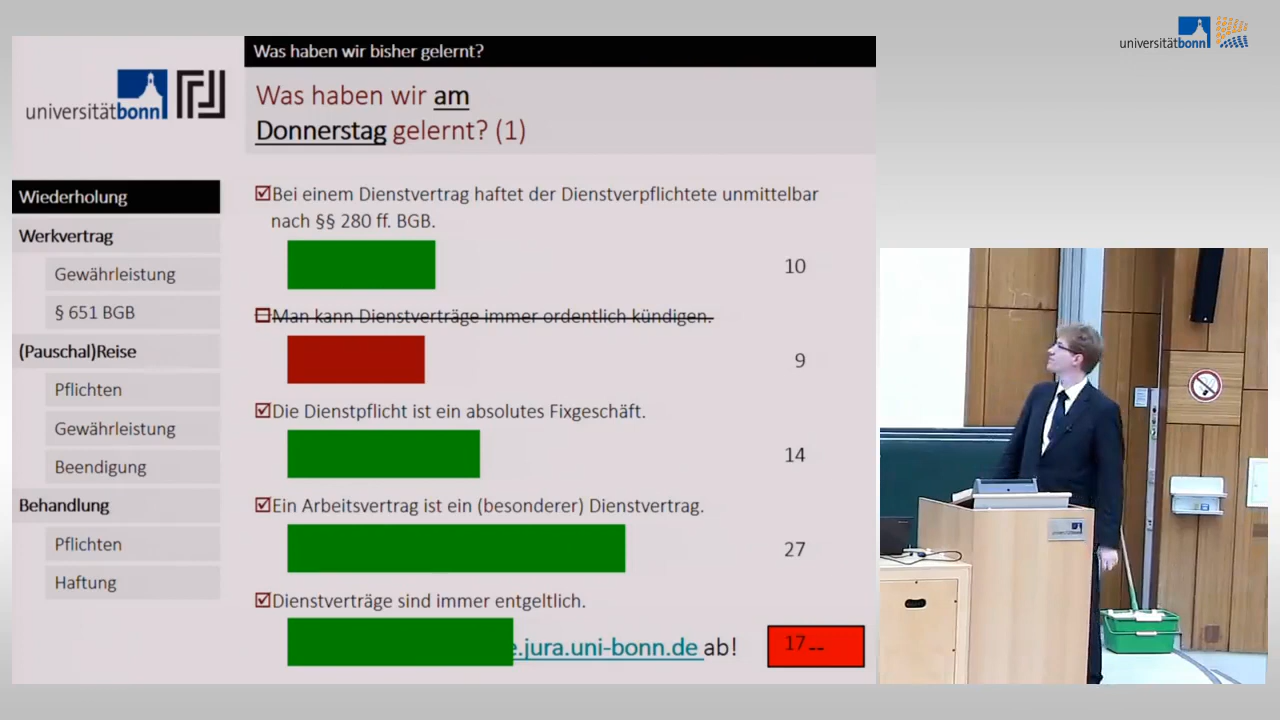 universitätbonn
Was haben wir bisher gelernt?
universitätbonn
Was haben wir am
Donnerstag gelernt? (1)
Wiederholung
Werkvertrag
Gewährleistung
§ 651 BGB
(Pauschal)Reise
Pflichten
Gewährleistung
Beendigung
Behandlung
Pflichten
Haftung
Bei einem Dienstvertrag haftet der Dienstverpflichtete unmittelbar
nach §§ 280 ff. BGB.
10
Man kann Dienstverträge immer ordentlich kündigen.
9
Die Dienstpflicht ist ein absolutes Fixgeschäft.
14
Ein Arbeitsvertrag ist ein (besonderer) Dienstvertrag.
27
Dienstverträge sind immer entgeltlich.
e.jura.uni-bonn.de ab!
17--